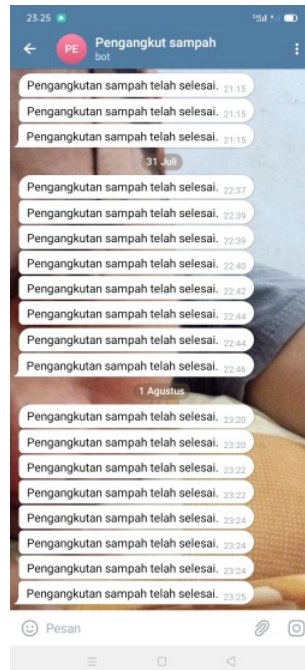 23.25
PE
Pengangkut sampah
bot
Pengangkutan sampah telah selesai. 21:15
Pengangkutan sampah telah selesai. 21:15
Pengangkutan sampah telah selesai. 21:15
31 Juli
Pengangkutan sampah telah selesai. 22:37
Pengangkutan sampah telah selesai. 22:39
Pengangkutan sampah telah selesai. 22:39
Pengangkutan sampah telah selesai. 22:40
Pengangkutan sampah telah selesai. 22:42
Pengangkutan sampah telah selesai. 22:44
Pengangkutan sampah telah selesai. 22:44
Pengangkutan sampah telah selesai. 22:46
1 Agustus
Pengangkutan sampah telah selesai. 23:20
Pengangkutan sampah telah selesai. 23:20
Pengangkutan sampah telah selesai. 23:22
Pengangkutan sampah telah selesai. 23:22
Pengangkutan sampah telah selesai. 23:24
Pengangkutan sampah telah selesai. 23:24
Pengangkutan sampah telah selesai. 23:24
Pengangkutan sampah telah selesai. 23:25
Pesan